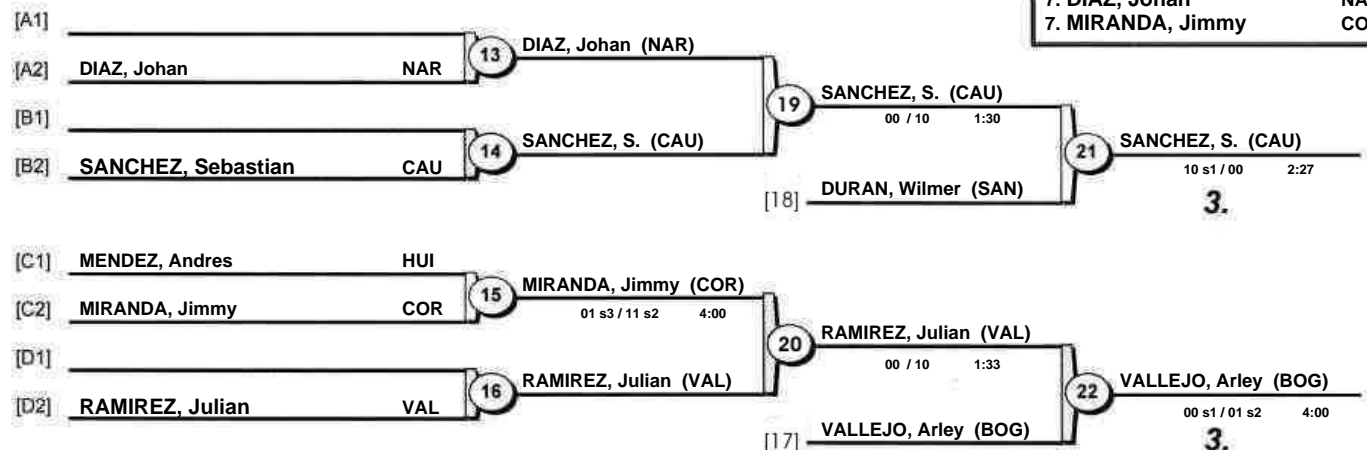 7. DIAZ, Johan
7. MIRANDA, Jimmy CO
[A1]
13 DIAZ, Johan (NAR)
[A2] DIAZ, Johan NAR
19 SANCHEZ, S. (CAU)
00 / 10 1:30
[B1]
14 SANCHEZ, S. (CAU)
[B2] SANCHEZ, Sebastian CAU
21 SANCHEZ, S. (CAU)
10 s1 / 00 2:27
3.
[18] DURAN, Wilmer (SAN)
[C1] MENDEZ, Andres HUI
15 MIRANDA, Jimmy (COR)
01 s3 / 11 s2 4:00
[C2] MIRANDA, Jimmy COR
20 RAMIREZ, Julian (VAL)
00 / 10 1:33
[D1]
16 RAMIREZ, Julian (VAL)
[D2] RAMIREZ, Julian VAL
22 VALLEJO, Arley (BOG)
00 s1 / 01 s2 4:00
3.
[17] VALLEJO, Arley (BOG)